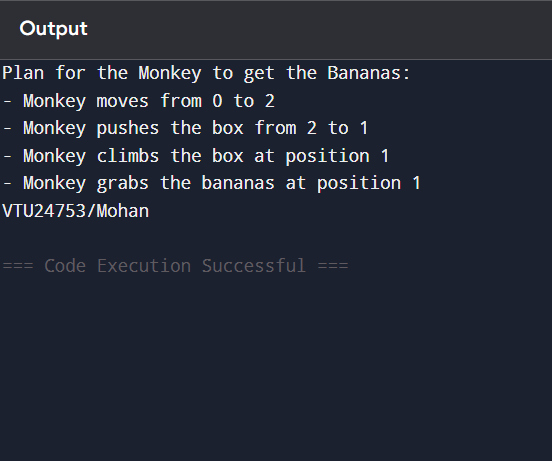 Output
Plan for the Monkey to get the Bananas:
- Monkey moves from 0 to 2
- Monkey pushes the box from 2 to 1
- Monkey climbs the box at position 1
- Monkey grabs the bananas at position 1
VTU24753/Mohan
=== Code Execution Successful ===